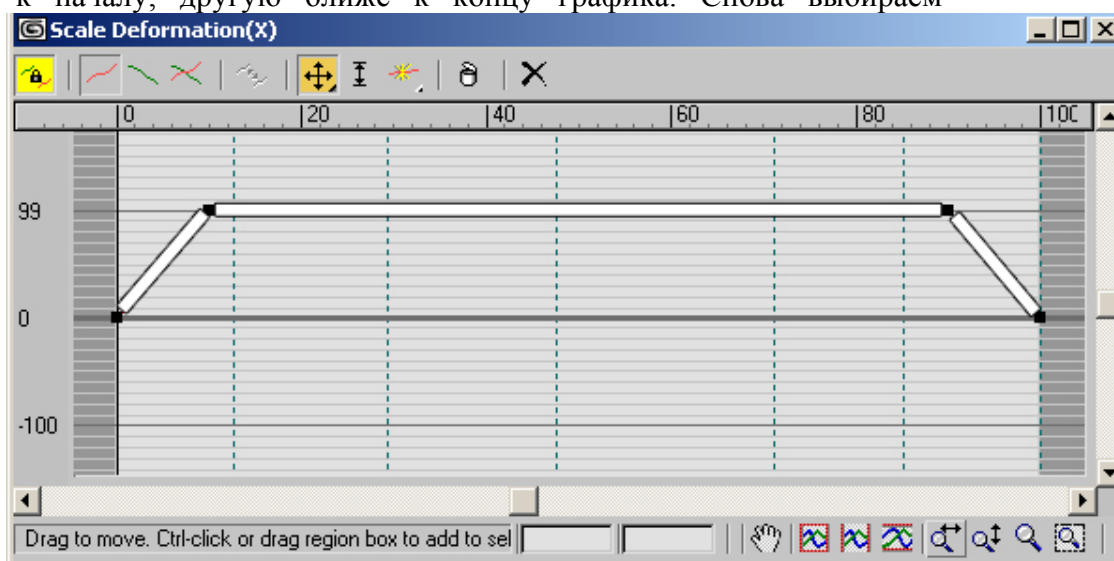 к началу, другую ближе к концу графика. Снова выбираем
Scale Deformation(X)
0 20 40 60 80 100
99
0
-100
Drag to move. Ctrl-click or drag region box to add to sel